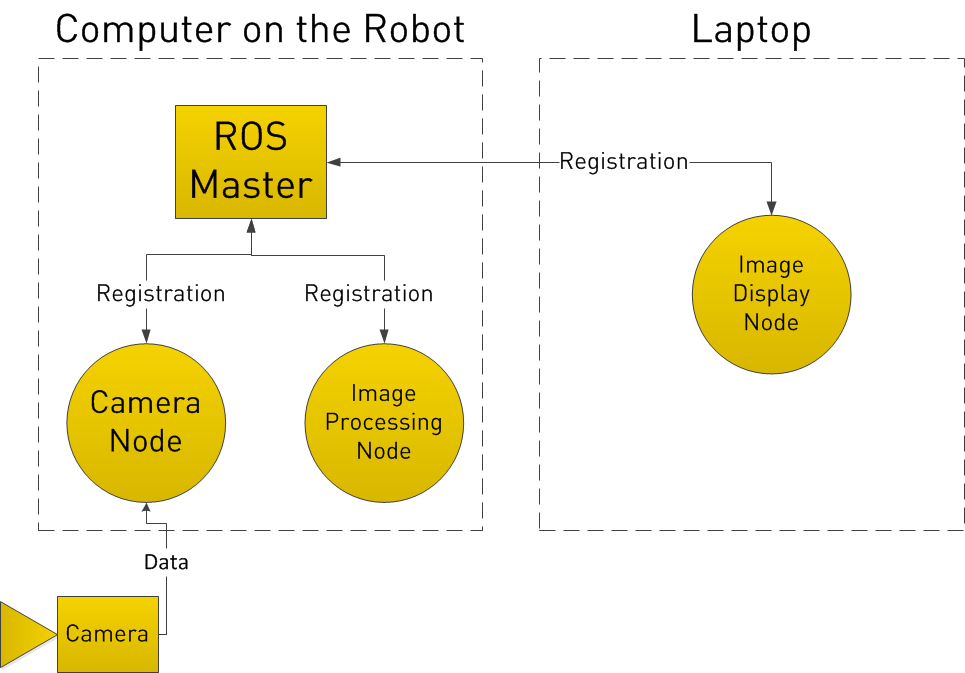 Computer on the Robot
Laptop
ROS
Master
Registration
Registration
Registration
Image
Display
Node
Camera
Node
Image
Processing
Node
Data
Camera